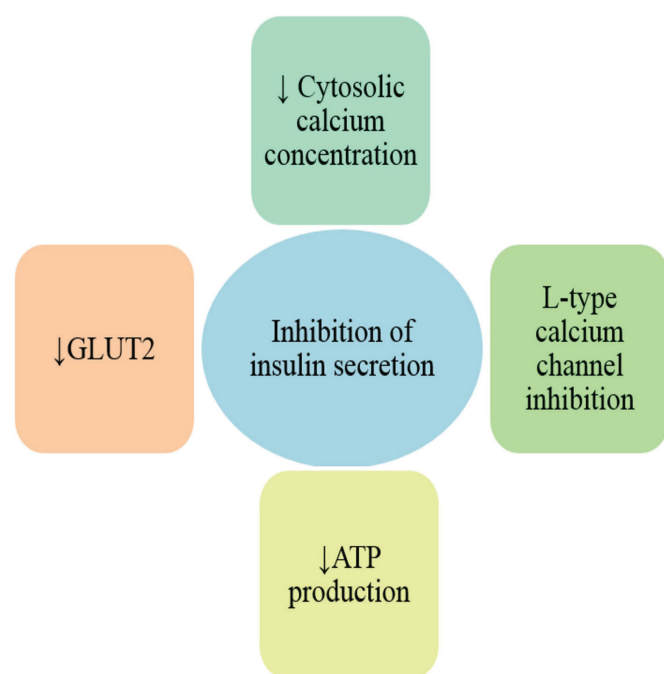 ↓ Cytosolic
calcium
concentration
↓GLUT2
Inhibition of
insulin secretion
L-type
calcium
channel
inhibition
↓ATP
production